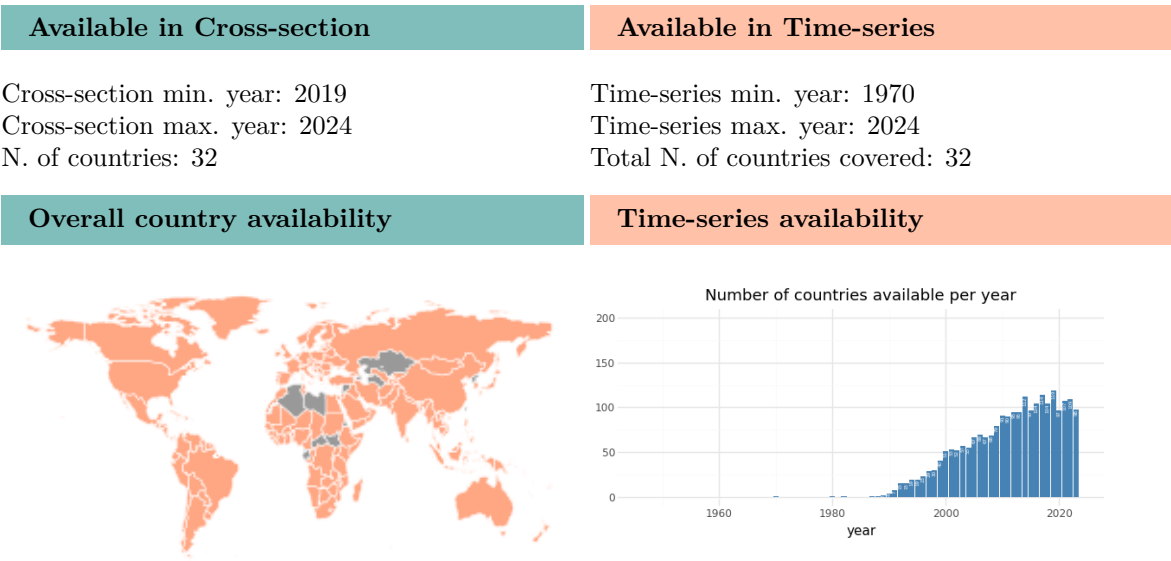 Available in Cross-section
Available in Time-series
Cross-section min. year: 2019
Cross-section max. year: 2024
N. of countries: 32
Time-series min. year: 1970
Time-series max. year: 2024
Total N. of countries covered: 32
Overall country availability
Time-series availability
Number of countries available per year
200
150
100
50
0
1960
1980
2000
2020
year